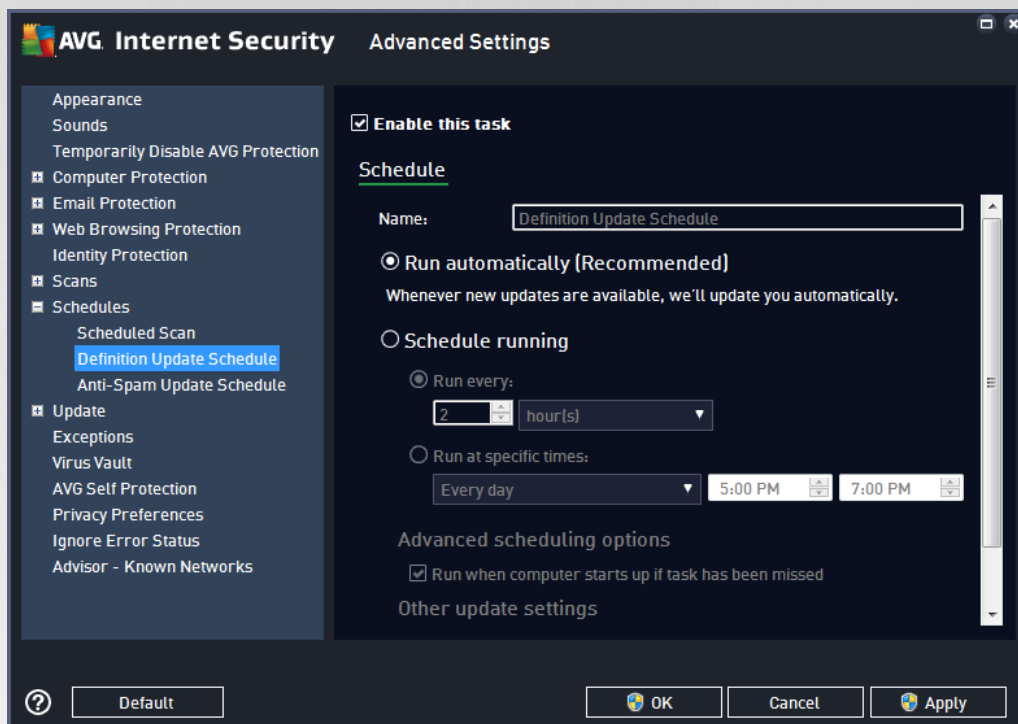 AVG. Internet Security Advanced Settings
Appearance
Sounds
Temporarily Disable AVG Protection
Computer Protection
Email Protection
Web Browsing Protection
Identity Protection
Scans
Schedules
Scheduled Scan
Definition Update Schedule
Anti-Spam Update Schedule
Update
Exceptions
Virus Vault
AVG Self Protection
Privacy Preferences
Ignore Error Status
Advisor - Known Networks
Enable this task
Schedule
Name: Definition Update Schedule
Run automatically (Recommended)
Whenever new updates are available, we'll update you automatically.
Schedule running
Run every:
2 hour(s)
Run at specific times:
Every day 5:00 PM 7:00 PM
Advanced scheduling options
Run when computer starts up if task has been missed
Other update settings
? Default OK Cancel Apply